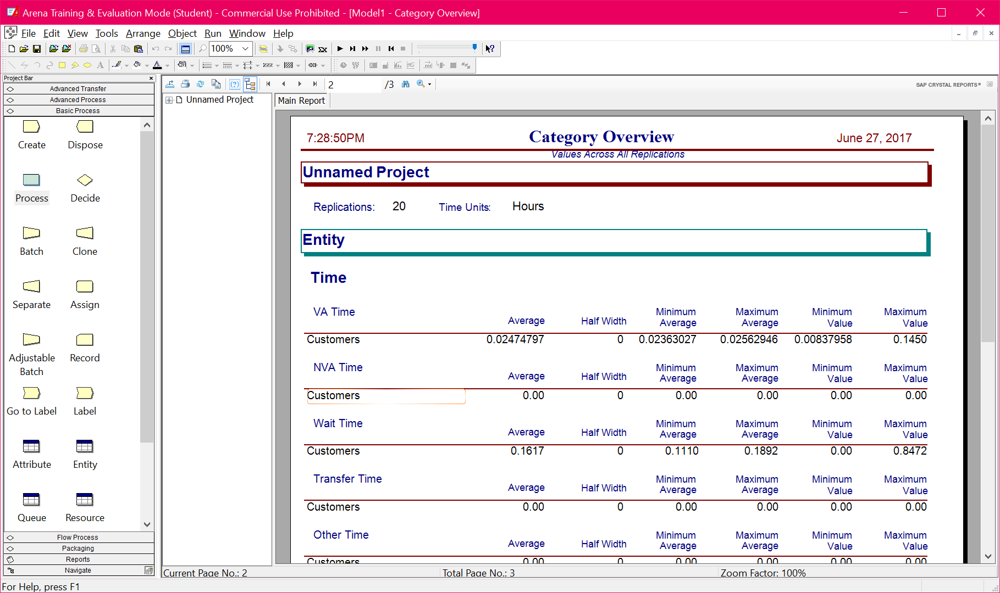 Arena Training & Evaluation Mode (Student) - Commercial Use Prohibited - [Model1 - Category Overview]
File Edit View Tools Arrange Object Run Window Help
100%
Project Bar
Advanced Transfer
Advanced Process
Basic Process
Create Dispose
Process Decide
Batch Clone
Separate Assign
Adjustable Batch Record
Go to Label Label
Attribute Entity
Queue Resource
Flow Process
Packaging
Reports
Navigate
2 /3
SAP CRYSTAL REPORTS®
Unnamed Project
Main Report
7:28:50PM Category Overview June 27, 2017
Values Across All Replications
Unnamed Project
Replications: 20 Time Units: Hours
Entity
Time
VA Time Average Half Width Minimum Average Maximum Average Minimum Value Maximum Value
Customers 0.02474797 0 0.02363027 0.02562946 0.00837958 0.1450
NVA Time Average Half Width Minimum Average Maximum Average Minimum Value Maximum Value
Customers 0.00 0 0.00 0.00 0.00 0.00
Wait Time Average Half Width Minimum Average Maximum Average Minimum Value Maximum Value
Customers 0.1617 0 0.1110 0.1892 0.00 0.8472
Transfer Time Average Half Width Minimum Average Maximum Average Minimum Value Maximum Value
Customers 0.00 0 0.00 0.00 0.00 0.00
Other Time Average Half Width Minimum Average Maximum Average Minimum Value Maximum Value
Customers 0.00 0 0.00 0.00 0.00 0.00
Current Page No.: 2 Total Page No.: 3 Zoom Factor: 100%
For Help, press F1